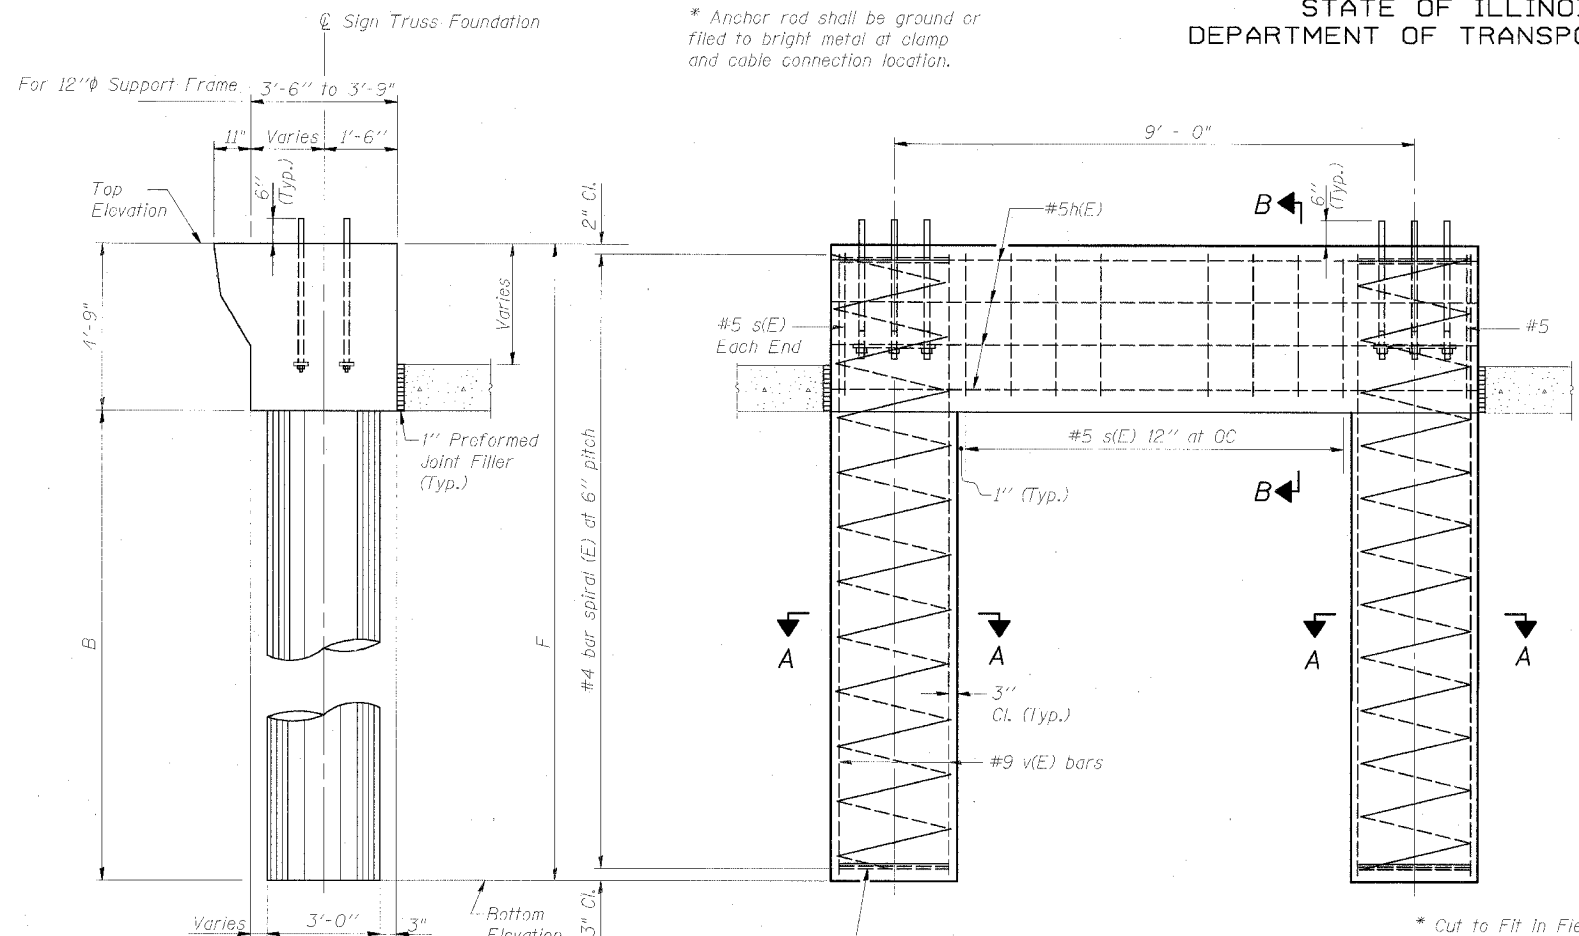 ℄ Sign Truss Foundation
* Anchor rod shall be ground or
filed to bright metal at clamp
and cable connection location.
STATE OF
DEPARTMENT OF
For 12"φ Support Frame
3'-6" to 3'-9"
11"
Varies
1'-6"
9' - 0"
Top
Elevation
6"
(Typ.)
2" Cl.
#5h(E)
B
6"
(Typ.)
4'-9"
Varies
#5 s(E)
Each End
#5
1" Preformed
Joint Filler
(Typ.)
#5 s(E) 12" at OC
1" (Typ.)
B
#4 bar spiral (E) at 6" pitch
B
F
A
A
A
A
3"
Cl. (Typ.)
#9 v(E) bars
Varies
3'-0"
3"
Bottom
Elevation
3" Cl.
* Cut to Fit in